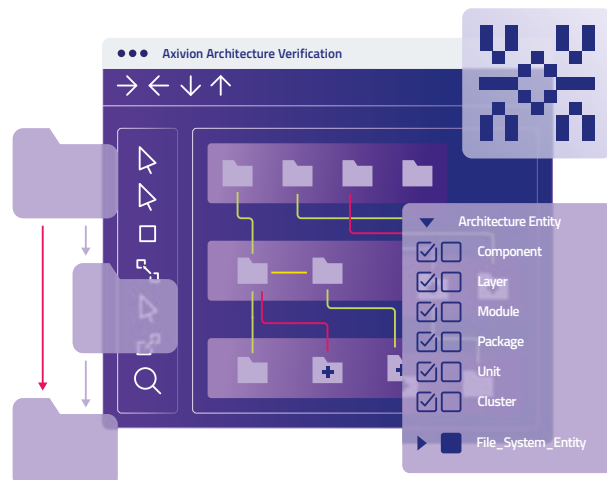 Axivion Architecture Verification
Architecture Entity
Component
Layer
Module
Package
Unit
Cluster
File_System_Entity